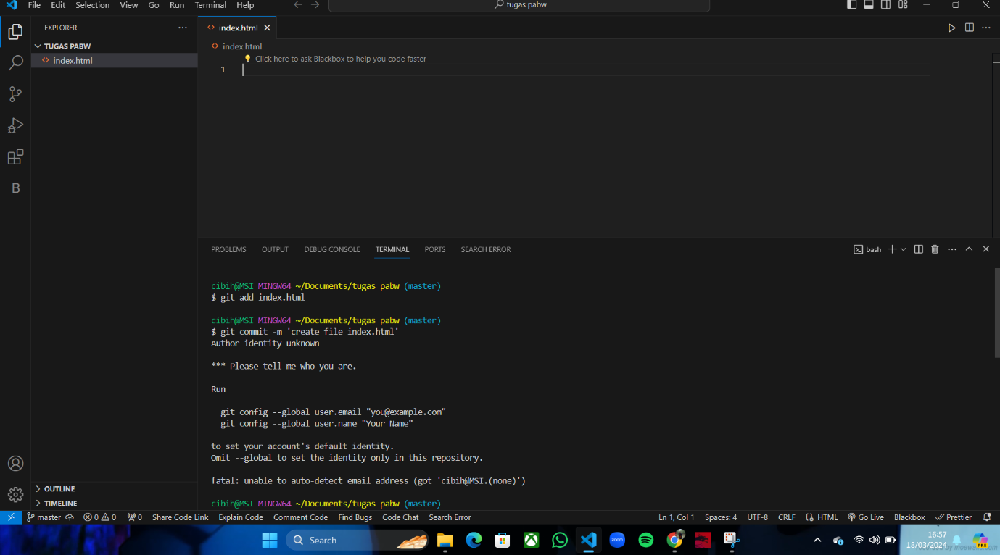 File Edit Selection View Go Run Terminal Help
tugas pabw
EXPLORER
index.html
TUGAS PABW
index.html
index.html
Click here to ask Blackbox to help you code faster
1
B
PROBLEMS OUTPUT DEBUG CONSOLE TERMINAL PORTS SEARCH ERROR
bash
cibih@MSI MINGW64 ~/Documents/tugas pabw (master)
$ git add index.html
cibih@MSI MINGW64 ~/Documents/tugas pabw (master)
$ git commit -m 'create file index.html'
Author identity unknown
*** Please tell me who you are.
Run
git config --global user.email "you@example.com"
git config --global user.name "Your Name"
to set your account's default identity.
Omit --global to set the identity only in this repository.
fatal: unable to auto-detect email address (got 'cibih@MSI.(none)')
cibih@MSI MINGW64 ~/Documents/tugas pabw (master)
OUTLINE
TIMELINE
master 0 0 0 Share Code Link Explain Code Comment Code Find Bugs Code Chat Search Error
Ln 1, Col 1 Spaces: 4 UTF-8 CRLF HTML Go Live Blackbox Prettier
Search
zoom
16:57
18/03/2024
PRE